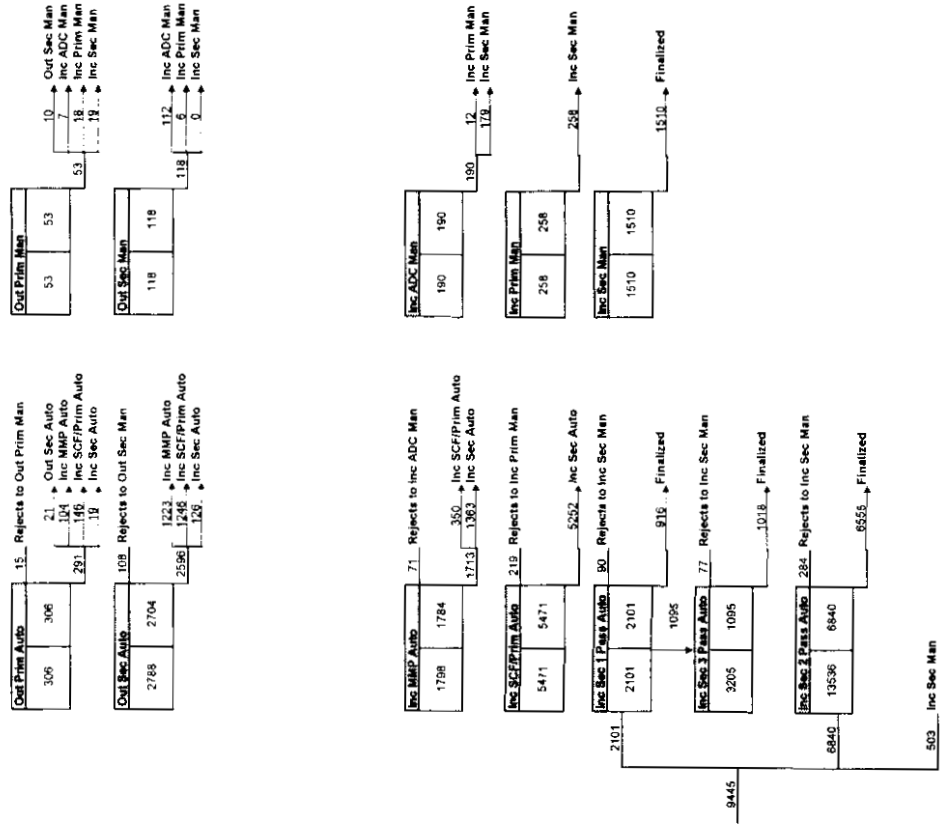 Out Prim Auto
306 306
15 Rejects to Out Prim Man
291
21 Out Sec Auto
104 Inc MMP Auto
146 Inc SCF/Prim Auto
19 Inc Sec Auto
Out Prim Man
53 53
53
10 Out Sec Man
7 Inc ADC Man
18 Inc Prim Man
19 Inc Sec Man
Out Sec Auto
2788 2704
108 Rejects to Out Sec Man
2596
1223 Inc MMP Auto
1246 Inc SCF/Prim Auto
126 Inc Sec Auto
Out Sec Man
118 118
118
112 Inc ADC Man
6 Inc Prim Man
0 Inc Sec Man
Inc MMP Auto
1798 1784
71 Rejects to Inc ADC Man
1713
350 Inc SCF/Prim Auto
1363 Inc Sec Auto
Inc ADC Man
190 190
190
12 Inc Prim Man
179 Inc Sec Man
Inc SCF/Prim Auto
5471 5471
219 Rejects to Inc Prim Man
5252 Inc Sec Auto
Inc Prim Man
258 258
258 Inc Sec Man
2101
Inc Sec 1 Pass Auto
2101 2101
90 Rejects to Inc Sec Man
916 Finalized
1095
Inc Sec Man
1510 1510
1510 Finalized
9445
Inc Sec 3 Pass Auto
3205 1095
77 Rejects to Inc Sec Man
1018 Finalized
6840
Inc Sec 2 Pass Auto
13536 6840
284 Rejects to Inc Sec Man
6555 Finalized
503 Inc Sec Man